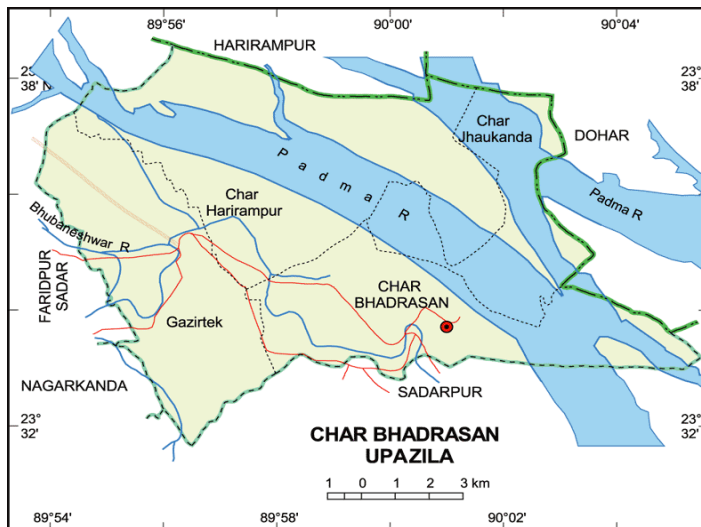 89°56'
90°00'
90°04'
HARIRAMPUR
23°
38' N
23°
38'
Char
Jhaukanda
DOHAR
Padma R
Padma R
Char
Harirampur
Bhubaneshwar R
FARIDPUR
SADAR
CHAR
BHADRASAN
Gazirtek
NAGARKANDA
SADARPUR
23°
32'
23°
32'
CHAR BHADRASAN
UPAZILA
1 0 1 2 3 km
89°54'
89°58'
90°02'